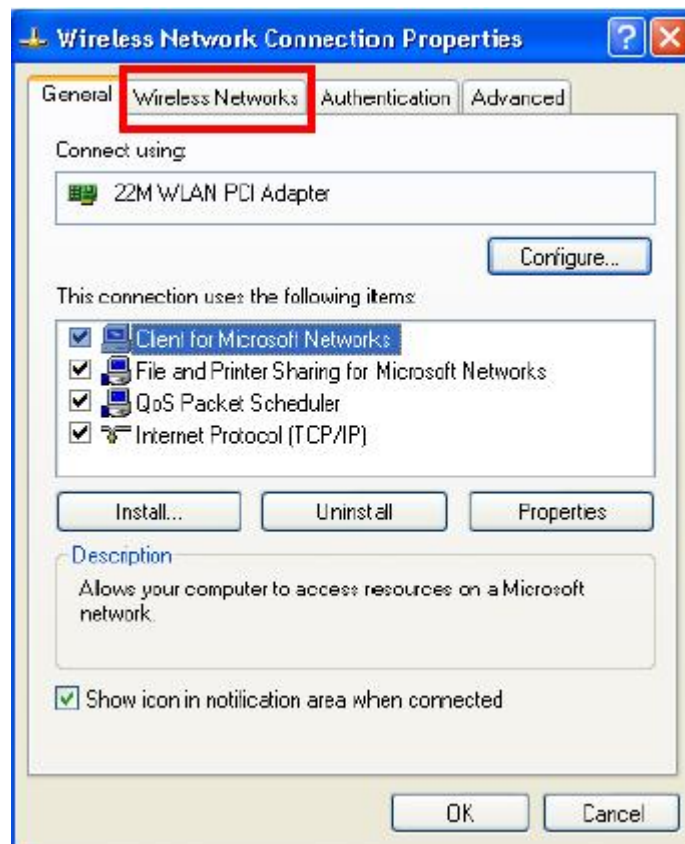 Wireless Network Connection Properties
General Wireless Networks Authentication Advanced
Connect using:
22M WLAN PCI Adapter
Configure...
This connection uses the following items:
Client for Microsoft Networks
File and Printer Sharing for Microsoft Networks
QoS Packet Scheduler
Internet Protocol (TCP/IP)
Install... Uninstall Properties
Description
Allows your computer to access resources on a Microsoft
network.
Show icon in notification area when connected
OK Cancel